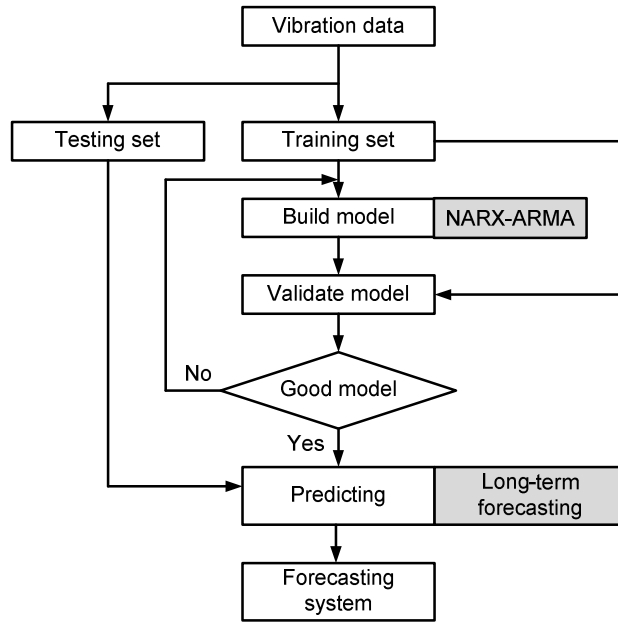 Vibration data
Testing set
Training set
Build model
NARX-ARMA
Validate model
No
Good model
Yes
Predicting
Long-term
forecasting
Forecasting
system